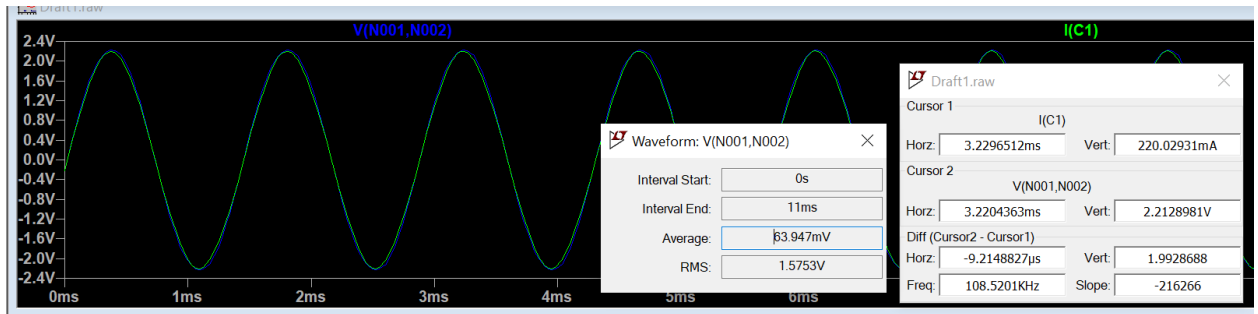 Draft1.raw
V(N001,N002)
I(C1)
2.4V
2.0V
1.6V
1.2V
0.8V
0.4V
0.0V
-0.4V
-0.8V
-1.2V
-1.6V
-2.0V
-2.4V
0ms 1ms 2ms 3ms 4ms 5ms 6ms
Waveform: V(N001,N002)
Interval Start: 0s
Interval End: 11ms
Average: 63.947mV
RMS: 1.5753V
Draft1.raw
Cursor 1
I(C1)
Horz: 3.2296512ms Vert: 220.02931mA
Cursor 2
V(N001,N002)
Horz: 3.2204363ms Vert: 2.2128981V
Diff (Cursor2 - Cursor1)
Horz: -9.2148827µs Vert: 1.9928688
Freq: 108.5201KHz Slope: -216266